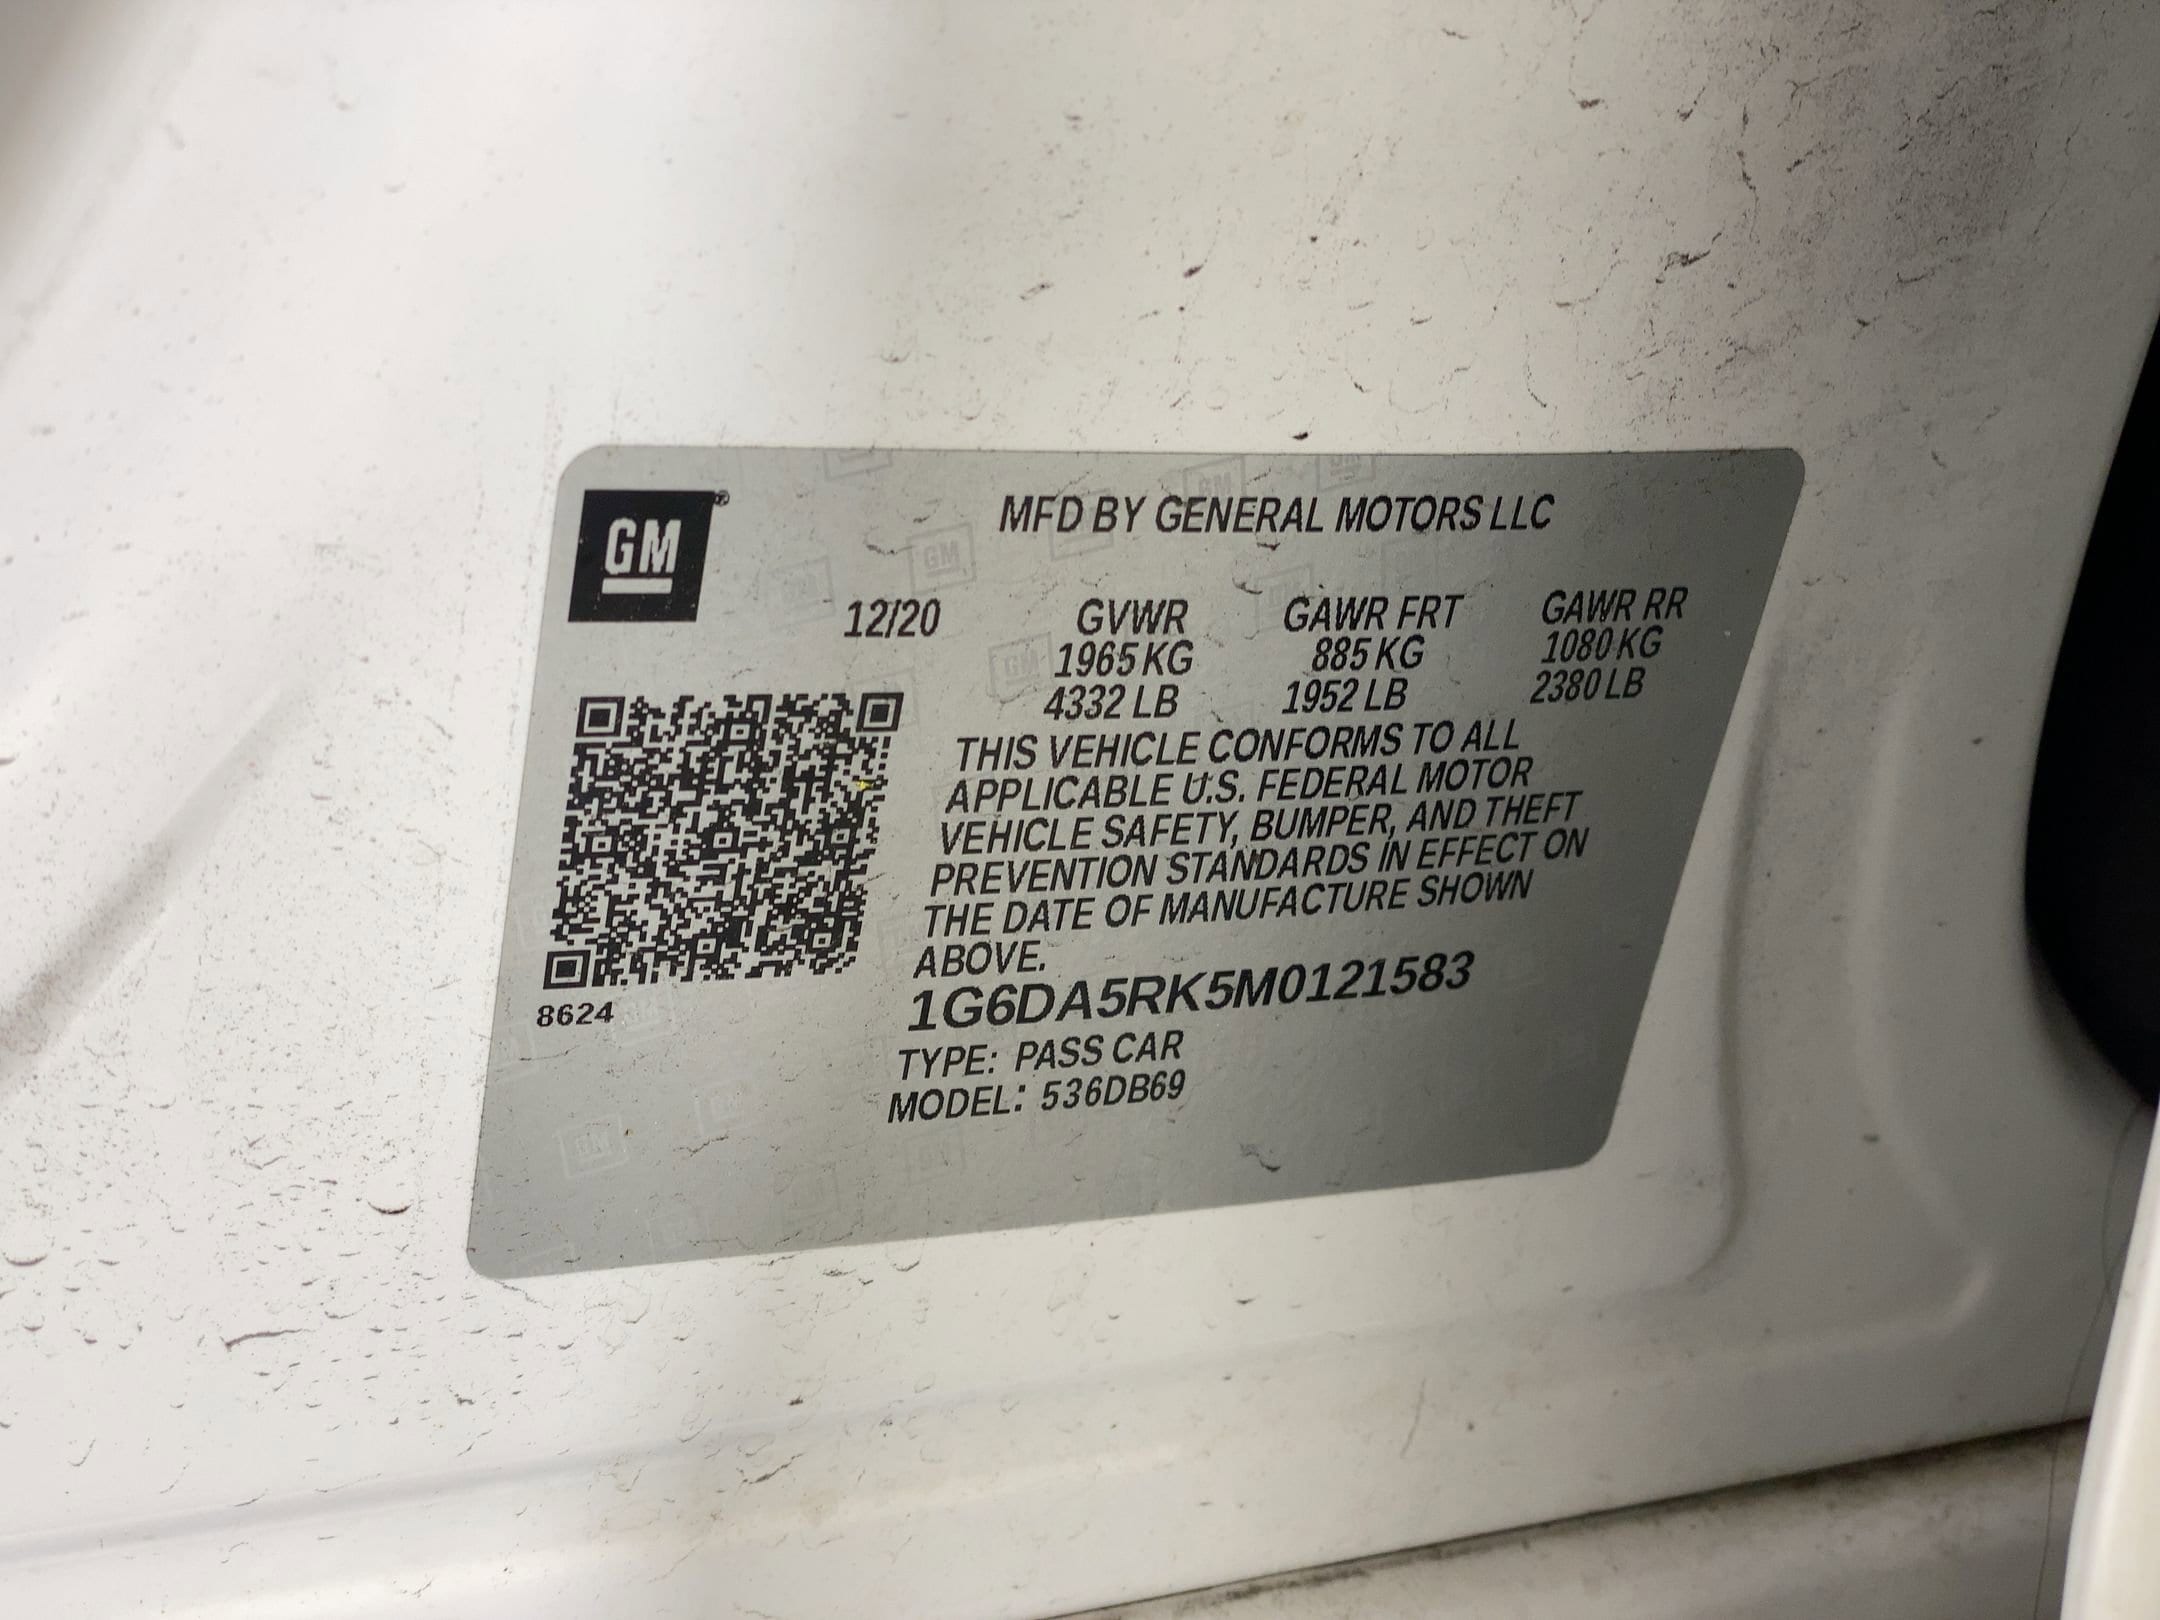 GM
MFD BY GENERAL MOTORS LLC
12/20 GVWR GAWR FRT GAWR RR
1965 KG 885 KG 1080 KG
4332 LB 1952 LB 2380 LB
THIS VEHICLE CONFORMS TO ALL
APPLICABLE U.S. FEDERAL MOTOR
VEHICLE SAFETY, BUMPER, AND THEFT
PREVENTION STANDARDS IN EFFECT ON
THE DATE OF MANUFACTURE SHOWN
ABOVE.
8624
1G6DA5RK5M0121583
TYPE: PASS CAR
MODEL: 536DB69